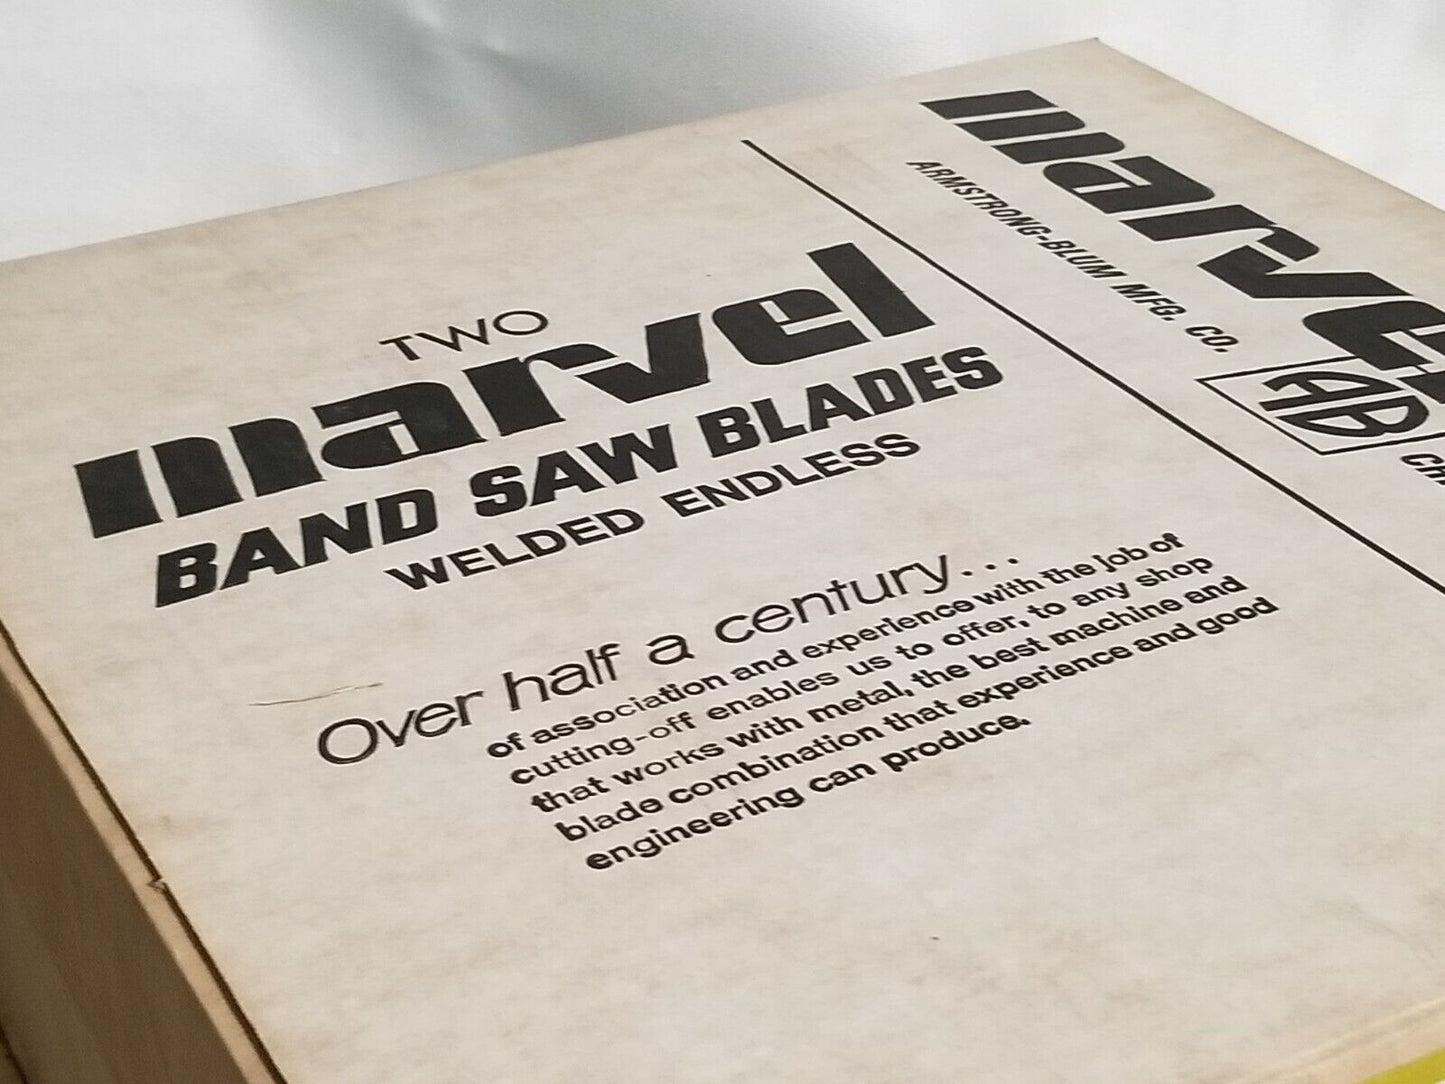 TWO
marvel
BAND SAW BLADES
WELDED ENDLESS
Over half a century...
of association and experience with the job of
cutting-off enables us to offer, to any shop
that works with metal, the best machine and
blade combination that experience and good
engineering can produce.
ARMSTRONG-BLUM MFG. CO.
AB